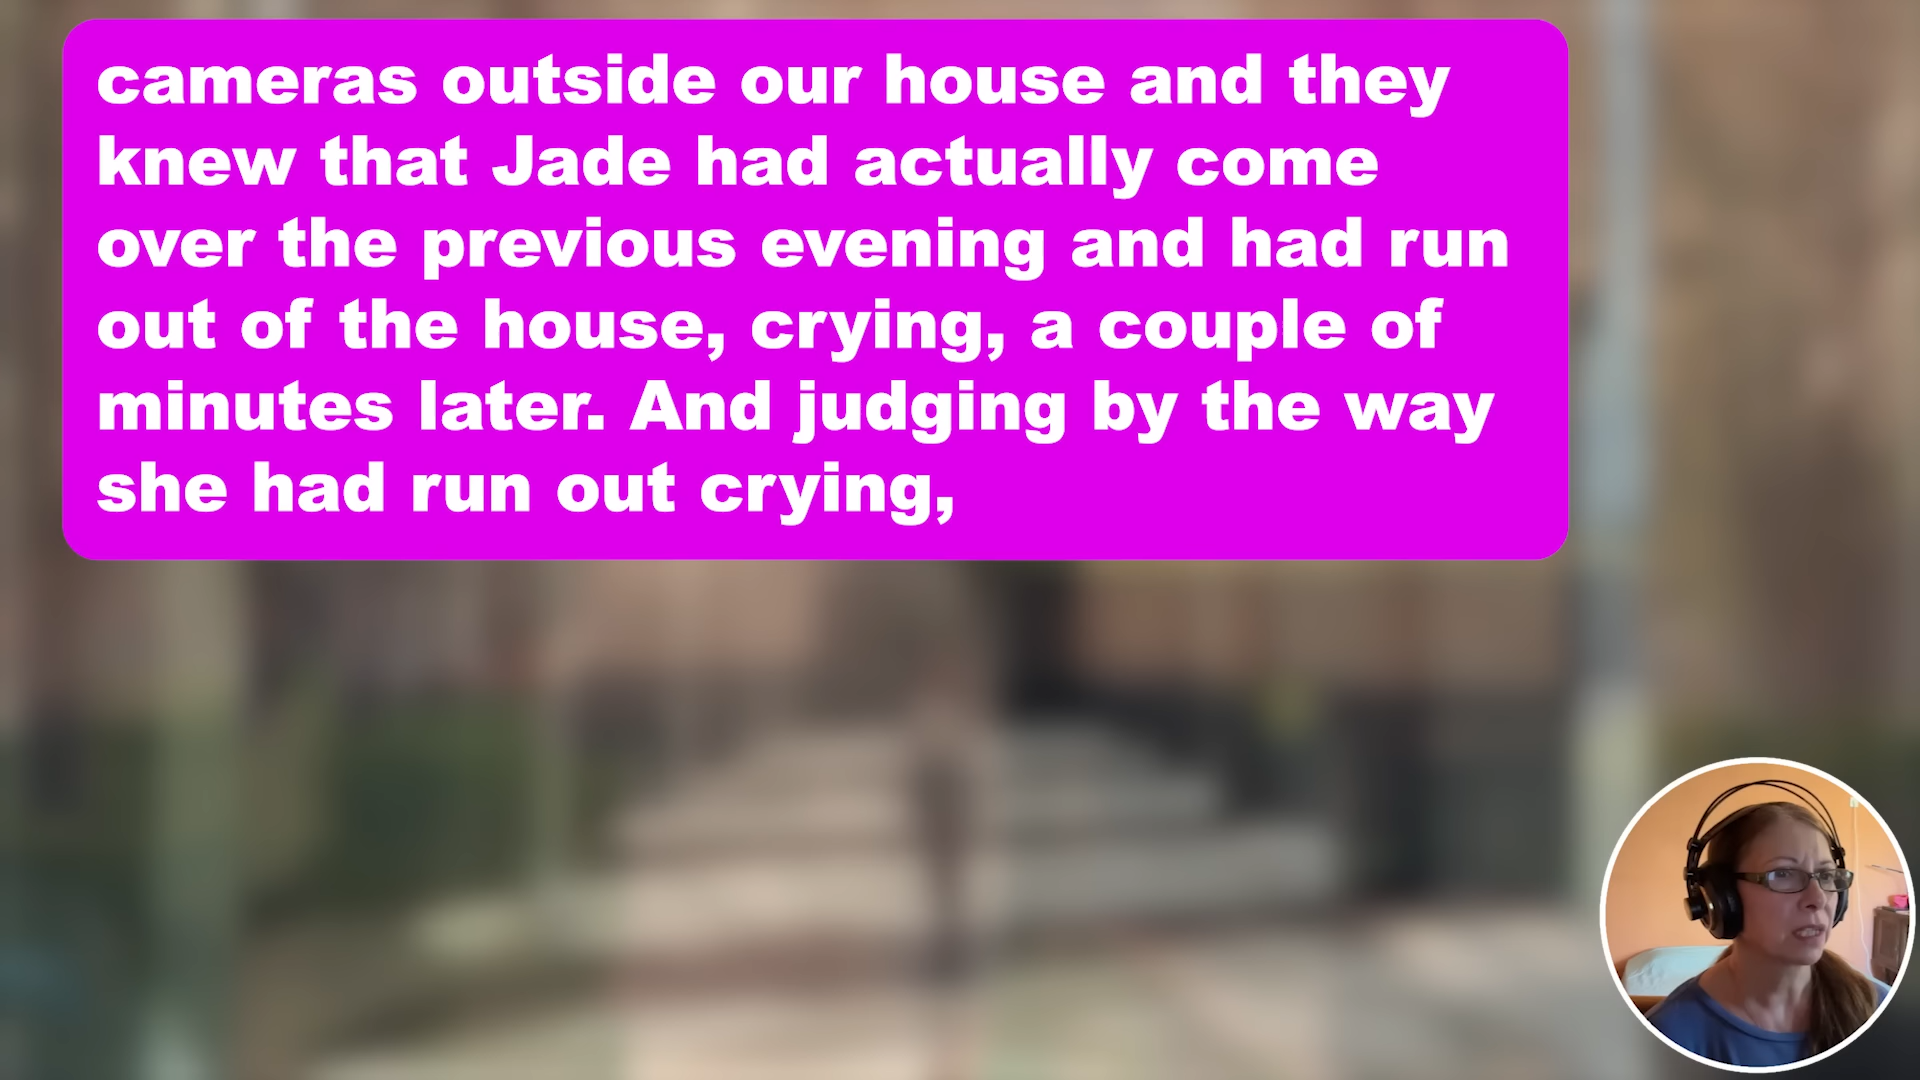 cameras outside our house and they
knew that Jade had actually come
over the previous evening and had run
out of the house, crying, a couple of
minutes later. And judging by the way
she had run out crying,